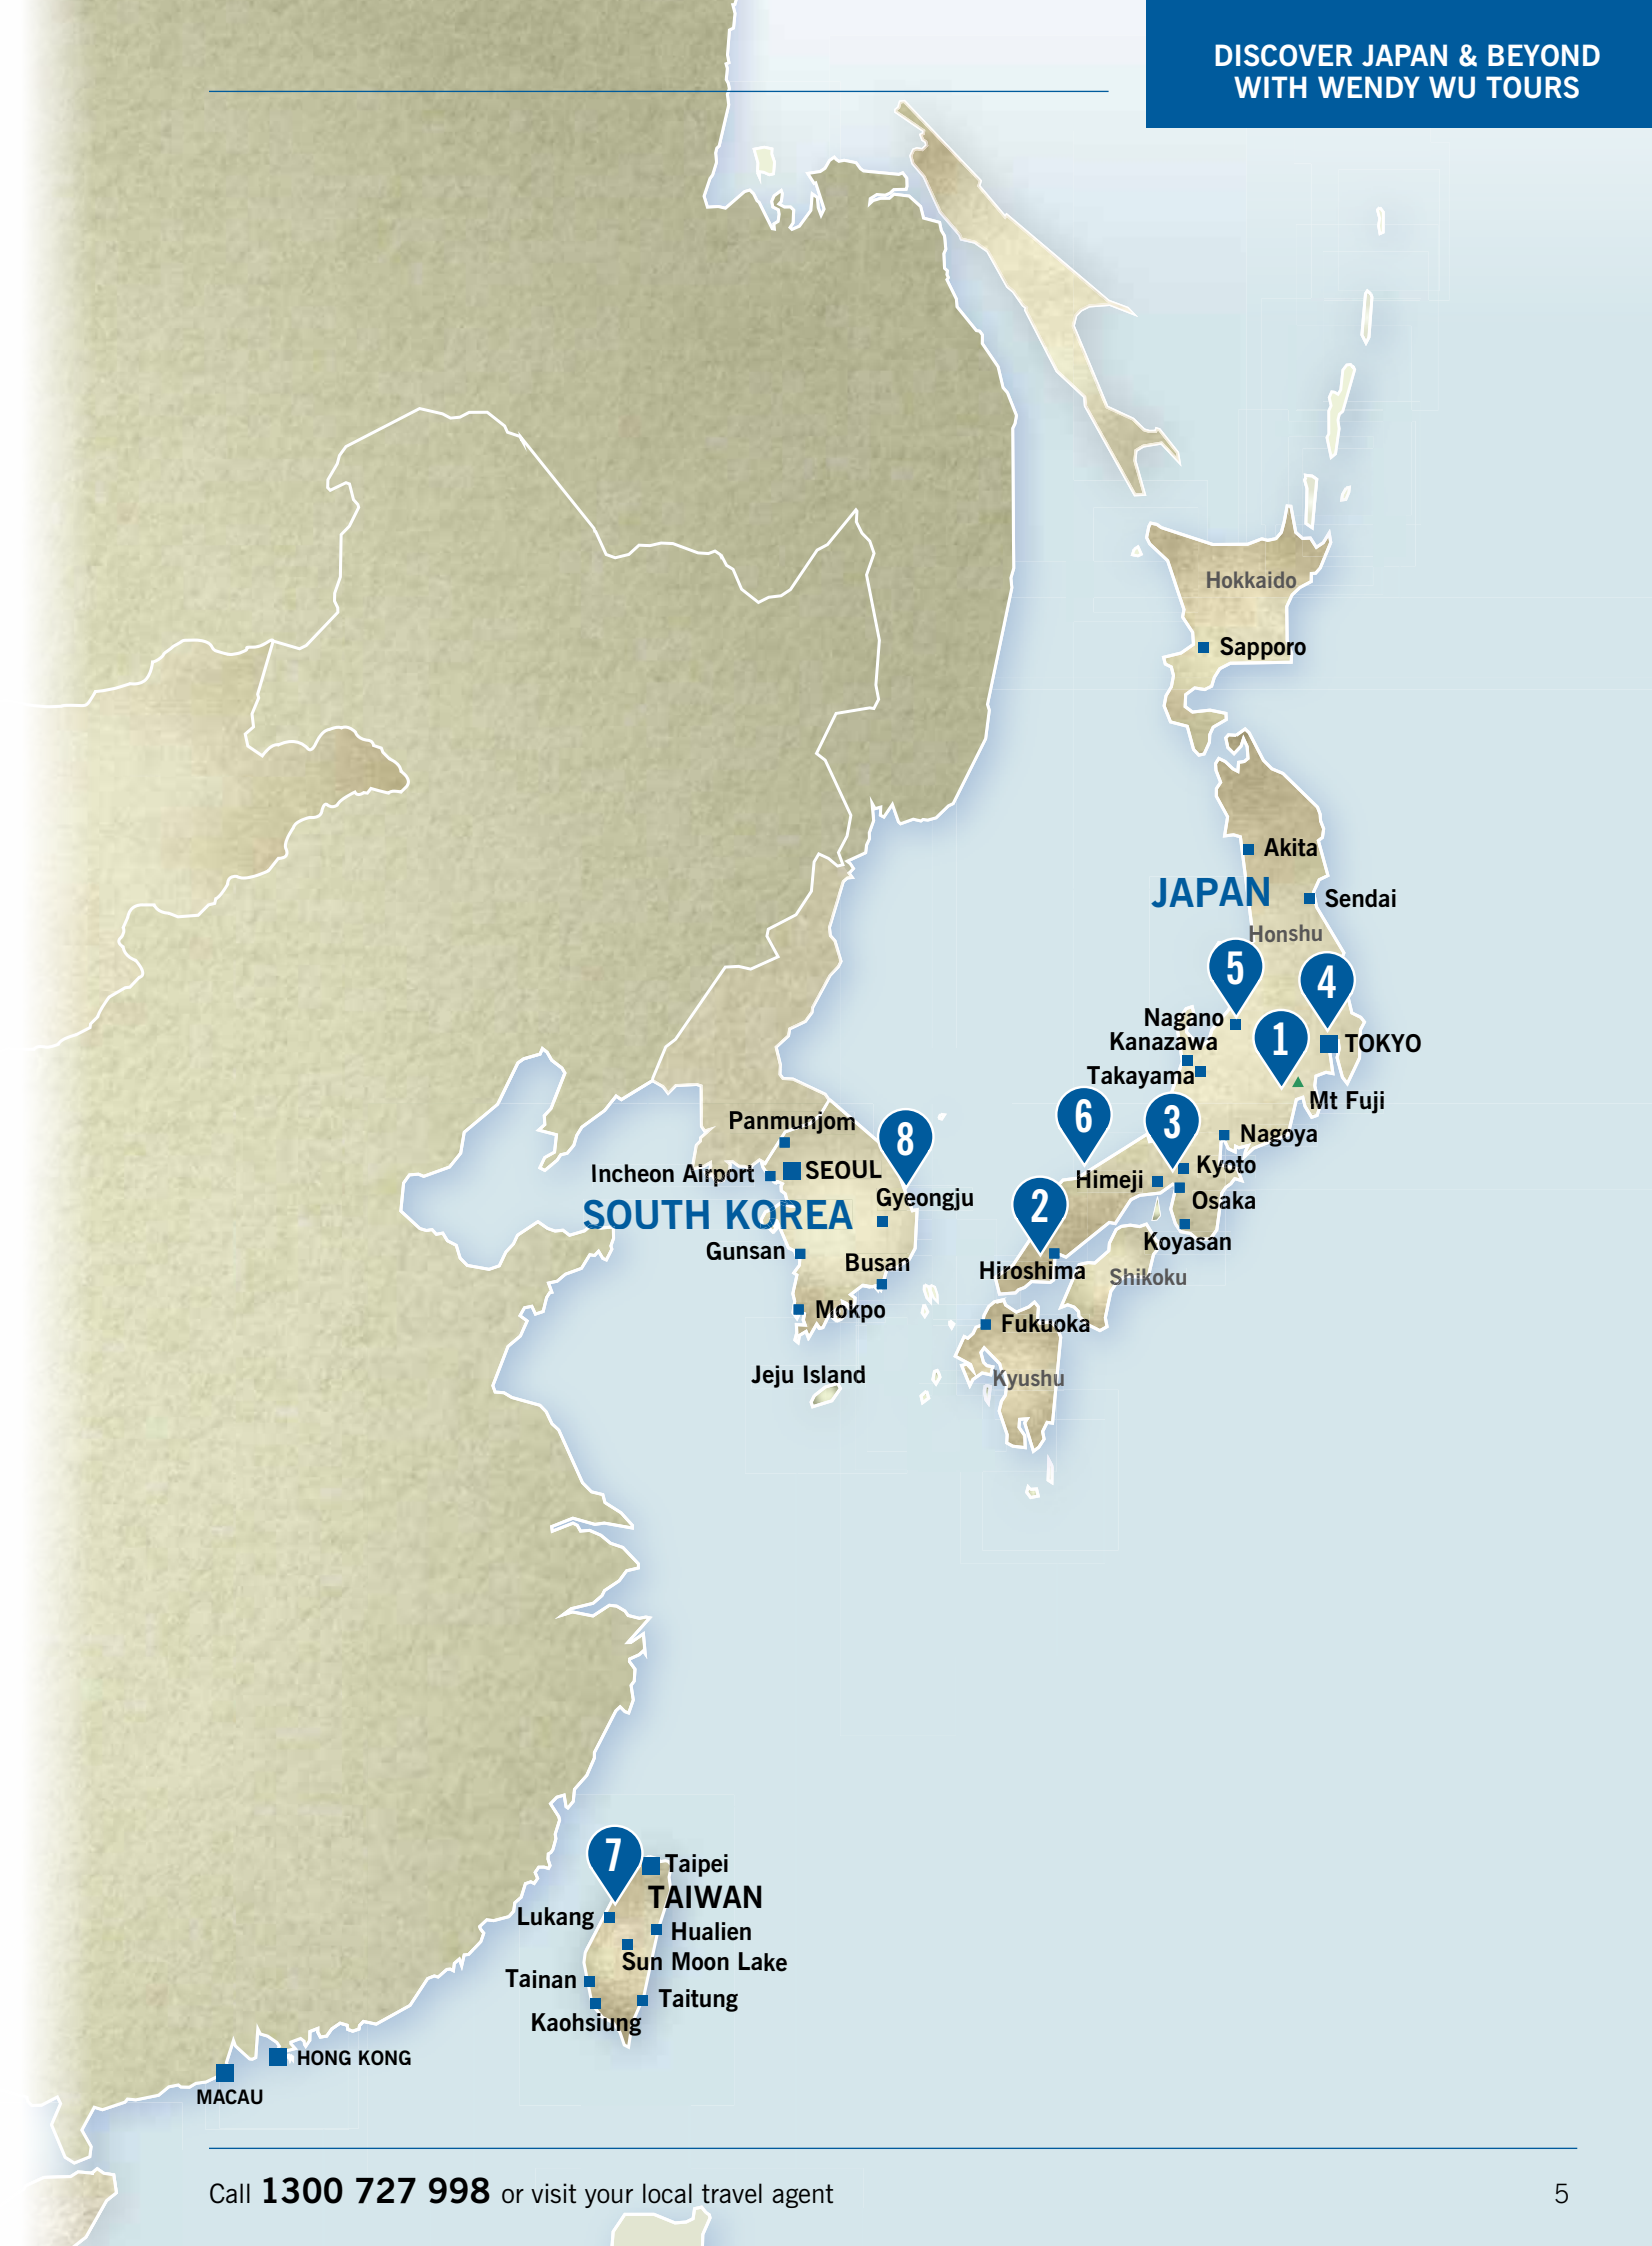 DISCOVER JAPAN & BEYOND
WITH WENDY WU TOURS
Hokkaido
Sapporo
Akita
JAPAN
Sendai
Honshu
5
4
Nagano
1
Kanazawa
TOKYO
Takayama
Mt Fuji
6
3
Panmunjom
8
Nagoya
Incheon Airport
SEOUL
Kyoto
Himeji
Gyeongju
Osaka
2
SOUTH KOREA
Koyasan
Gunsan
Busan
Hiroshima
Shikoku
Mokpo
Fukuoka
Jeju Island
Kyushu
7
Taipei
TAIWAN
Lukang
Hualien
Sun Moon Lake
Tainan
Taitung
Kaohsiung
HONG KONG
MACAU
Call 1300 727 998 or visit your local travel agent
5